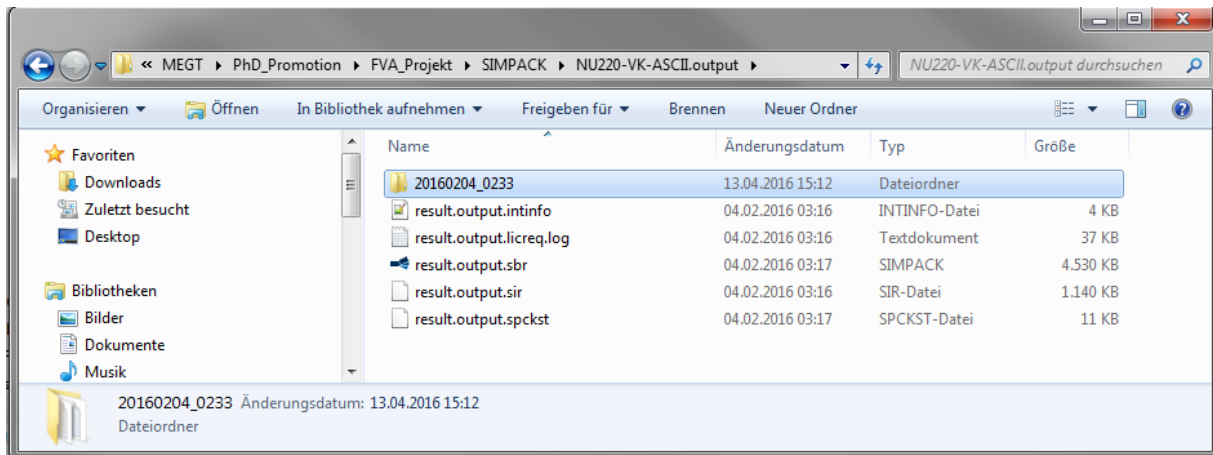 « MEGT ▸ PhD_Promotion ▸ FVA_Projekt ▸ SIMPACK ▸ NU220-VK-ASCII.output ▸ NU220-VK-ASCII.output durchsuchen
Organisieren Öffnen In Bibliothek aufnehmen Freigeben für Brennen Neuer Ordner
Favoriten
Downloads
Zuletzt besucht
Desktop
Bibliotheken
Bilder
Dokumente
Musik
Name Änderungsdatum Typ Größe
20160204_0233 13.04.2016 15:12 Dateiordner
result.output.intinfo 04.02.2016 03:16 INTINFO-Datei 4 KB
result.output.licreq.log 04.02.2016 03:16 Textdokument 37 KB
result.output.sbr 04.02.2016 03:17 SIMPACK 4.530 KB
result.output.sir 04.02.2016 03:16 SIR-Datei 1.140 KB
result.output.spckst 04.02.2016 03:17 SPCKST-Datei 11 KB
20160204_0233 Änderungsdatum: 13.04.2016 15:12
Dateiordner